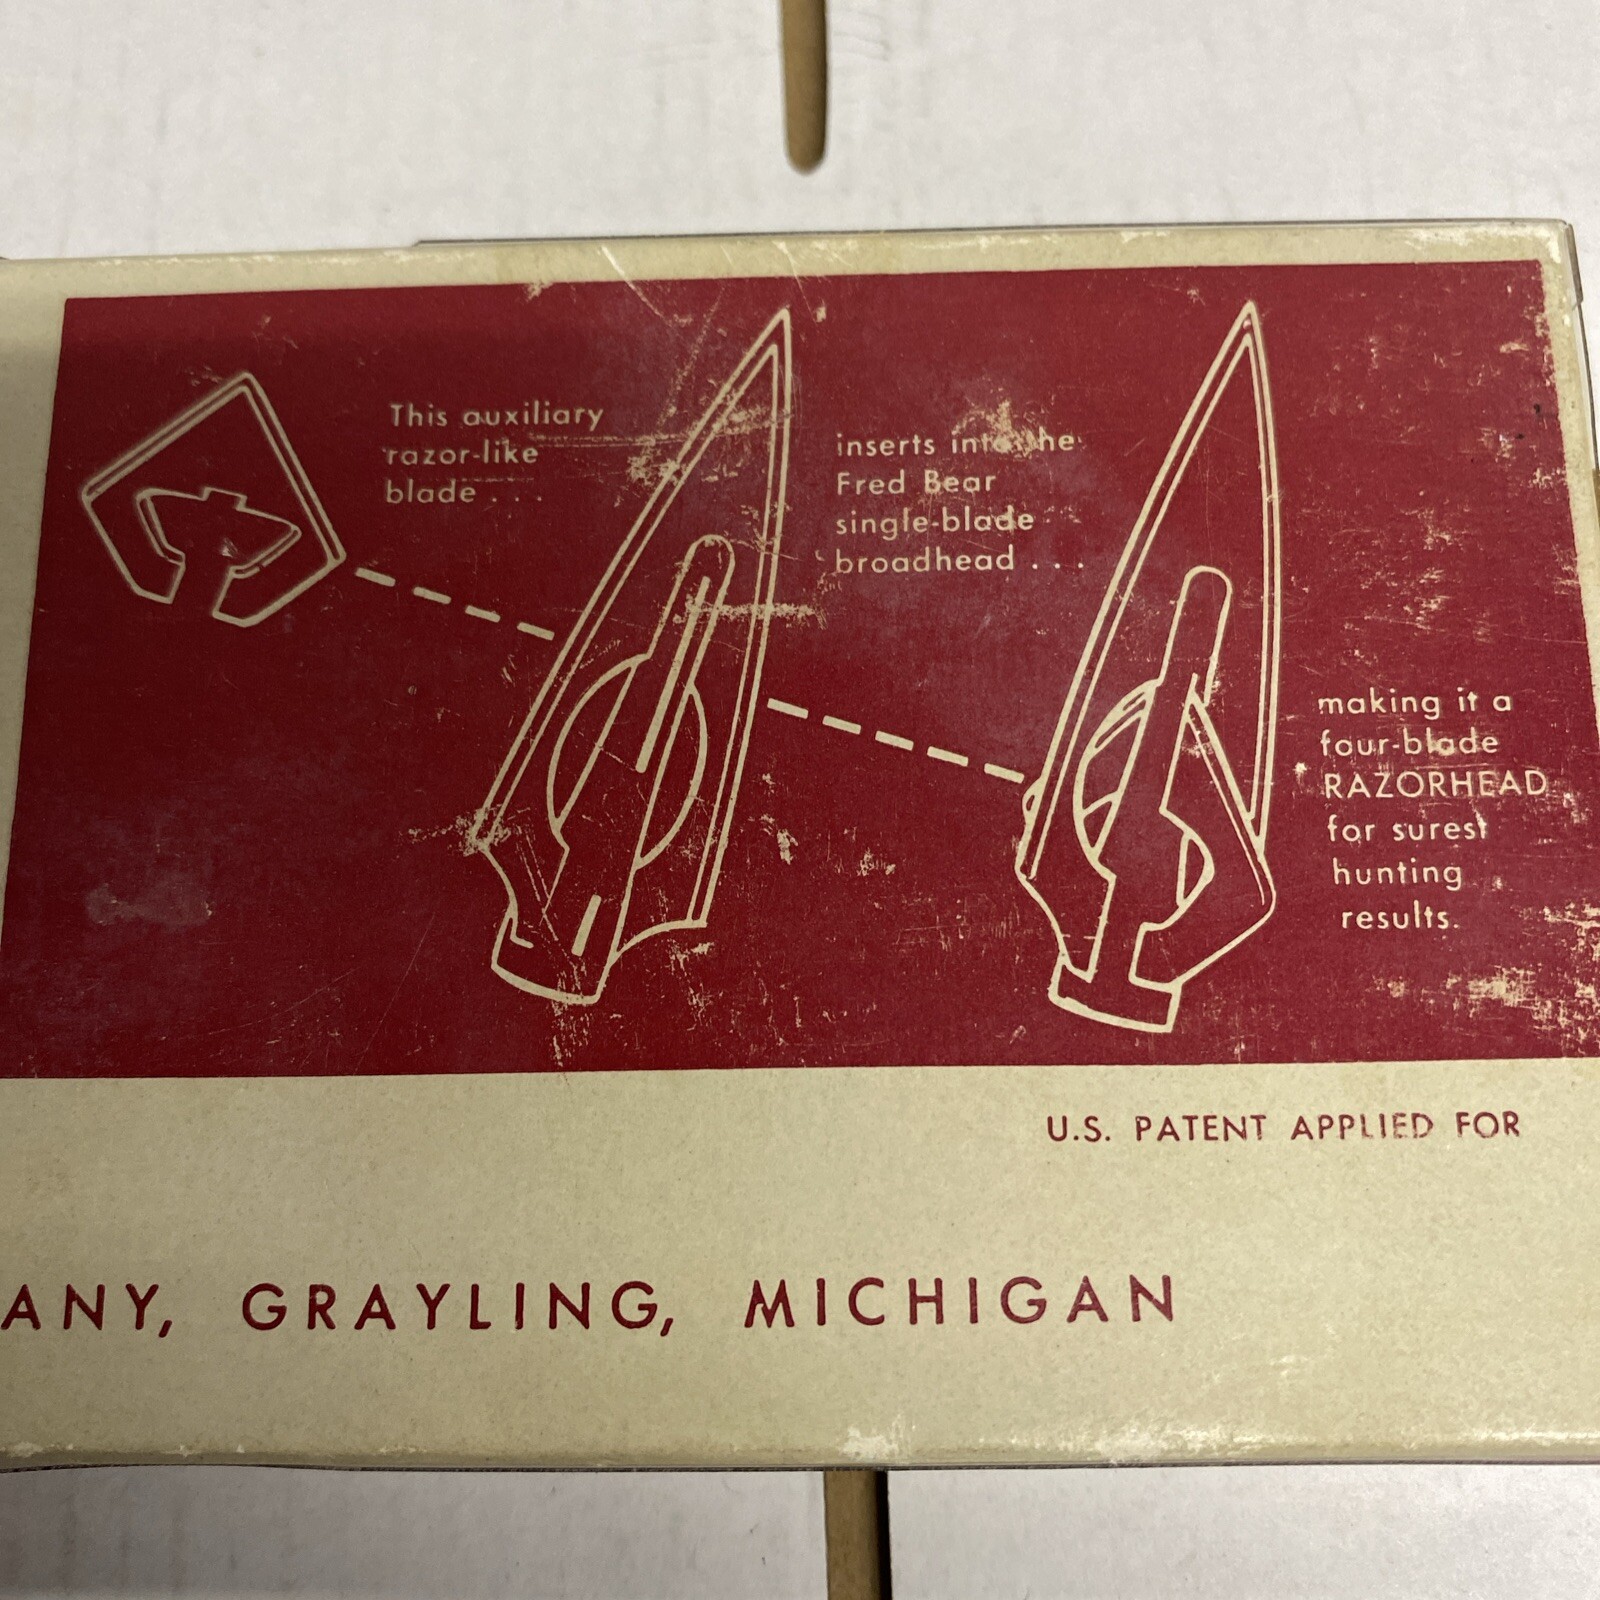 This auxiliary
razor-like
blade . . .
inserts into the
Fred Bear
single-blade
broadhead . . .
making it a
four-blade
RAZORHEAD
for surest
hunting
results.
U.S. PATENT APPLIED FOR
ANY, GRAYLING, MICHIGAN